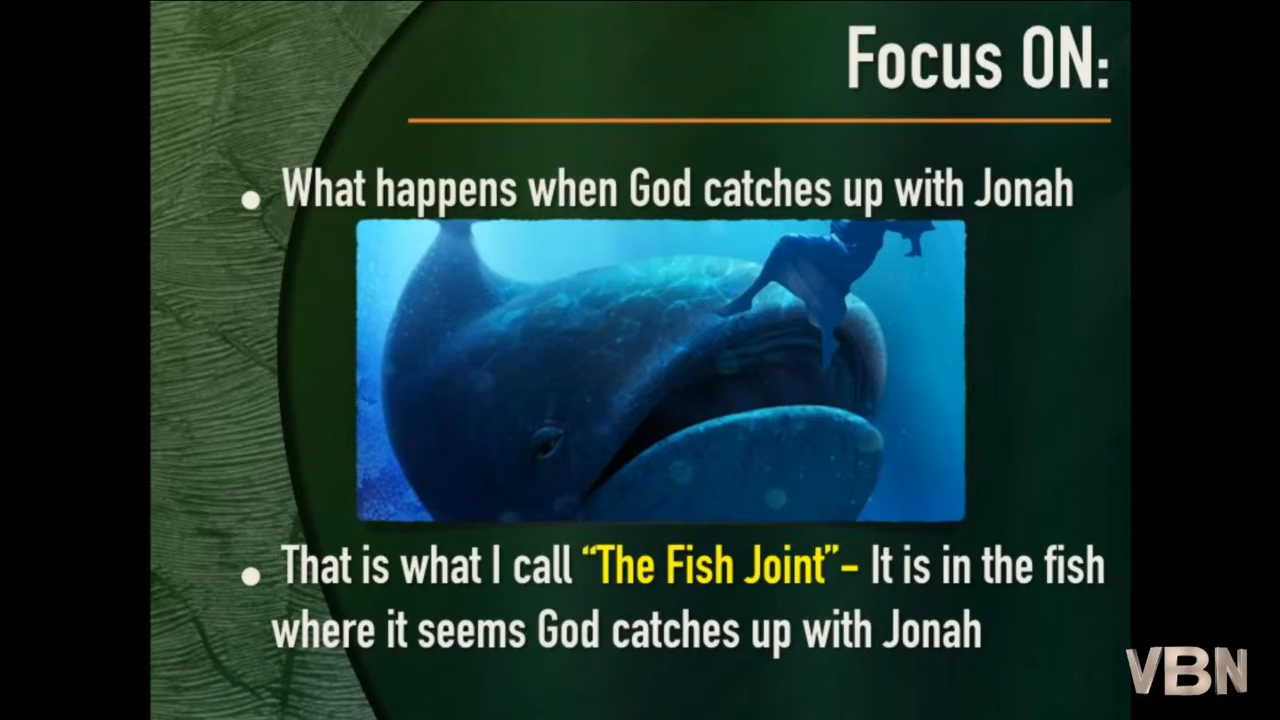 Focus ON:
• What happens when God catches up with Jonah
• That is what I call “The Fish Joint”- It is in the fish
where it seems God catches up with Jonah
VBN